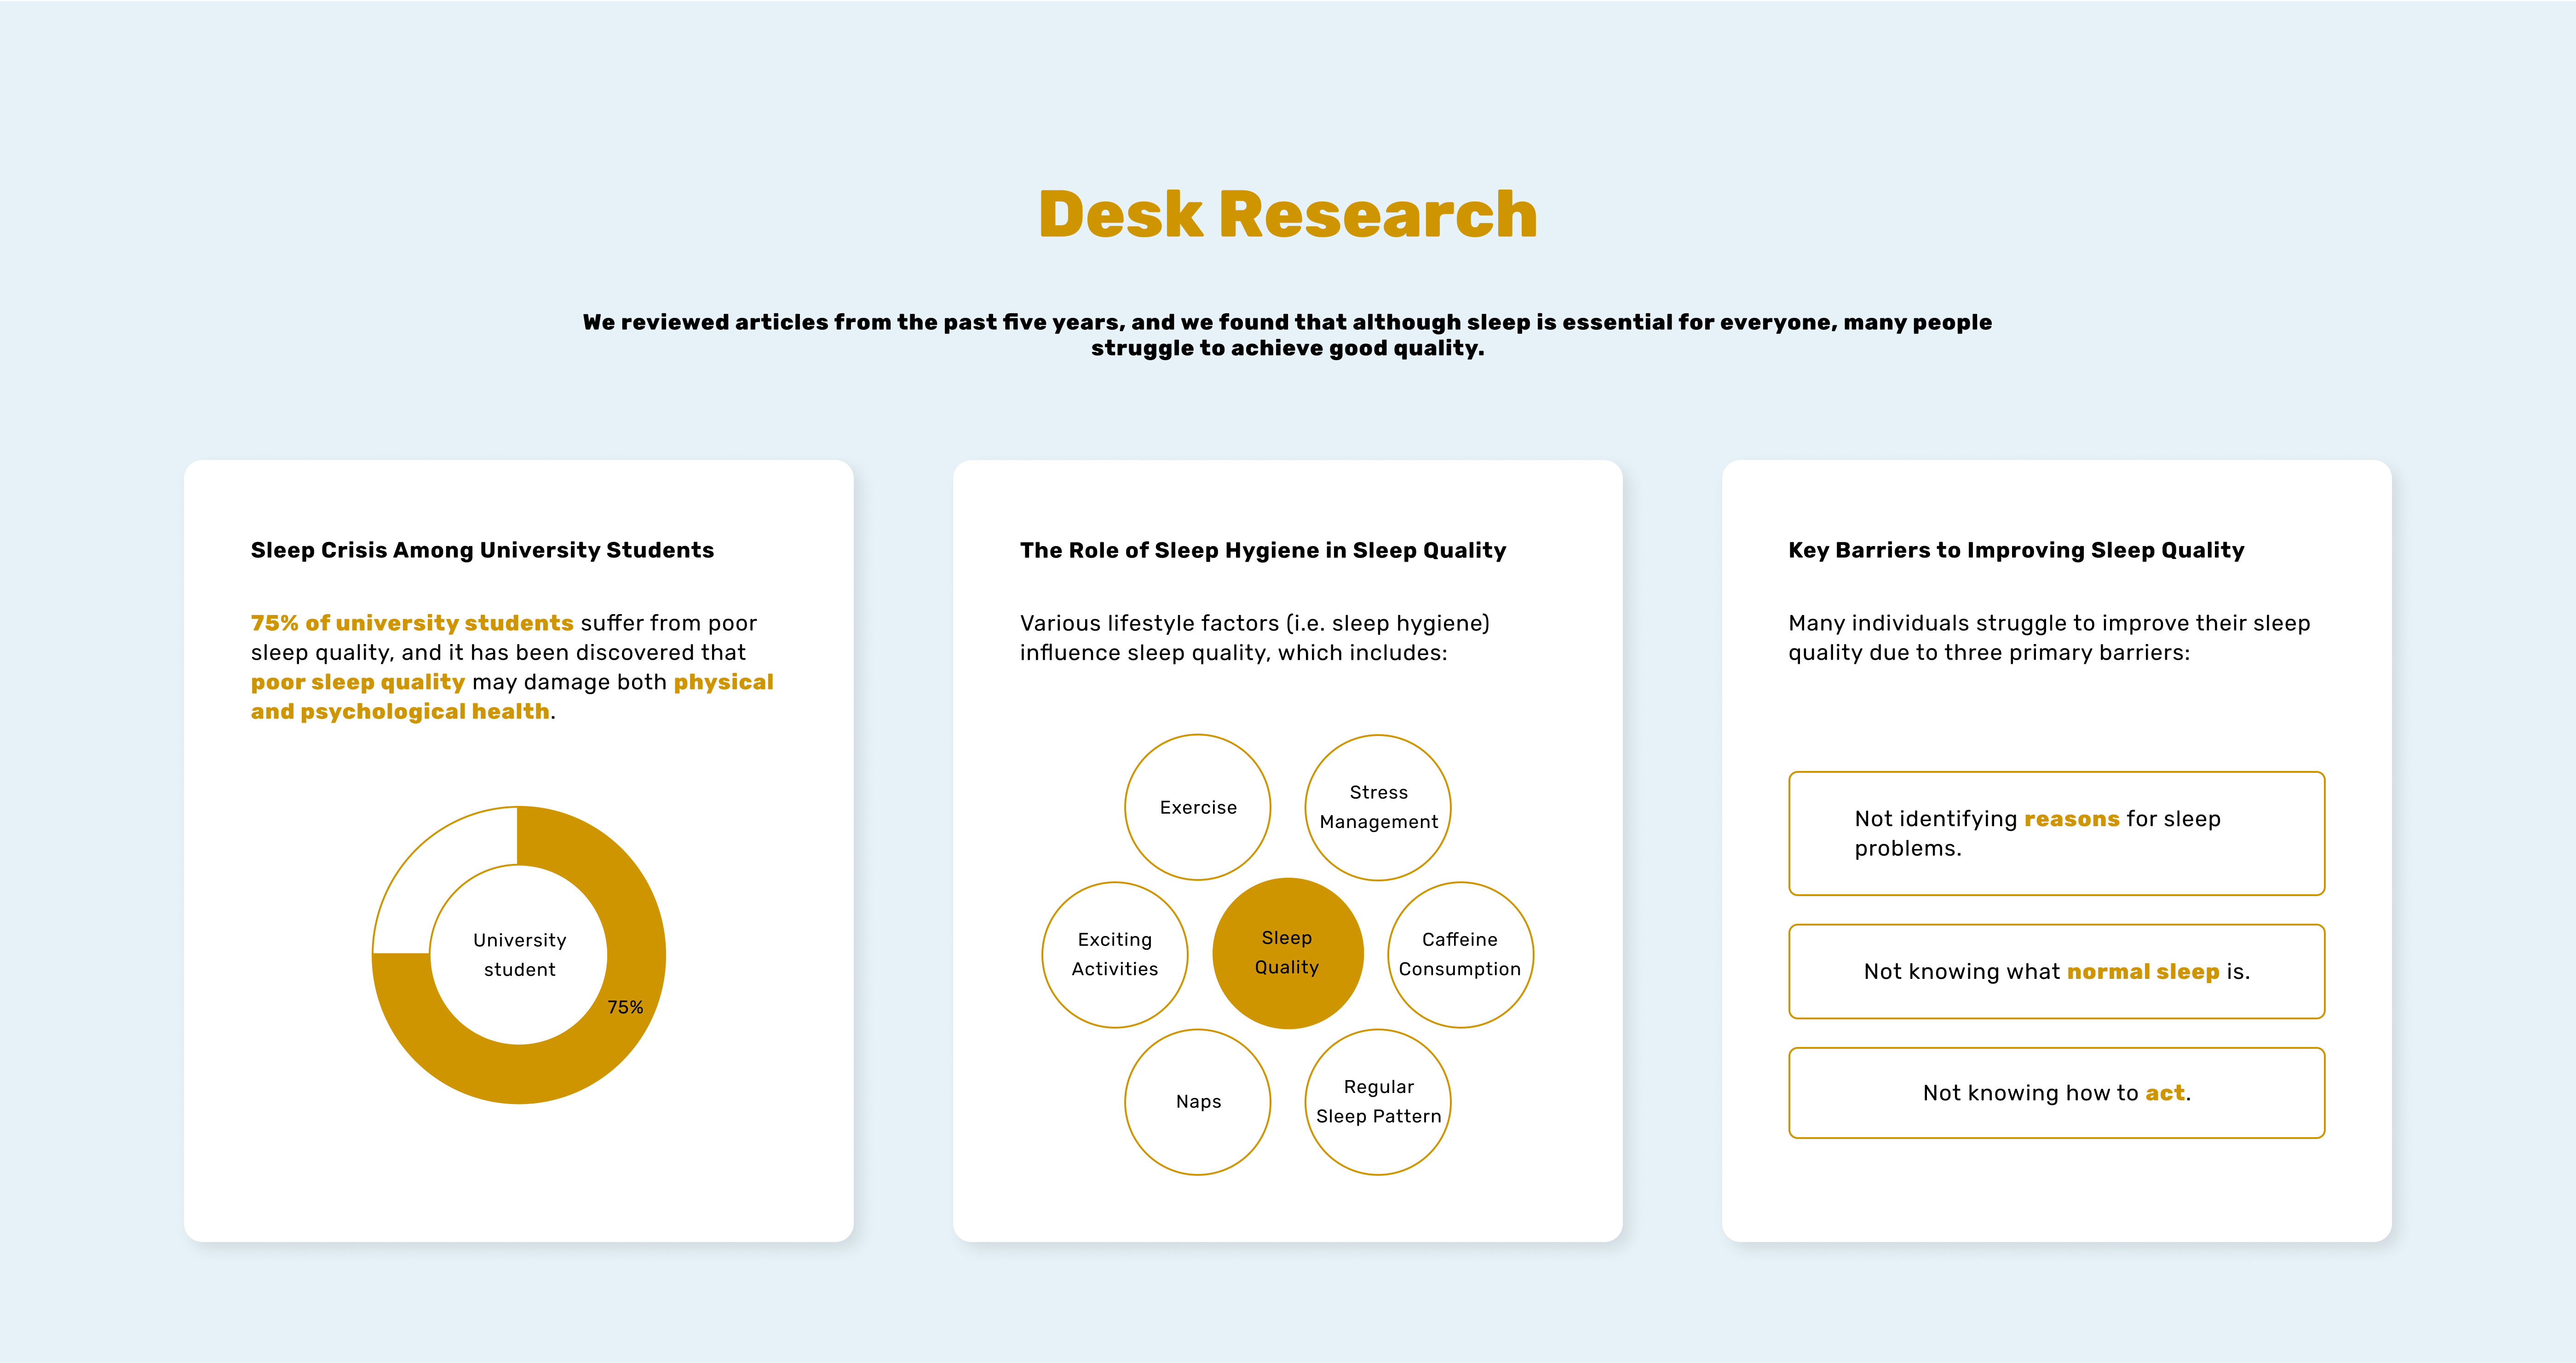 Desk Research
We reviewed articles from the past five years, and we found that although sleep is essential for everyone, many people
struggle to achieve good quality.
Sleep Crisis Among University Students
75% of university students suffer from poor
sleep quality, and it has been discovered that
poor sleep quality may damage both physical
and psychological health.
University
student
75%
The Role of Sleep Hygiene in Sleep Quality
Various lifestyle factors (i.e. sleep hygiene)
influence sleep quality, which includes:
Exercise
Stress
Management
Exciting
Activities
Sleep
Quality
Caffeine
Consumption
Naps
Regular
Sleep Pattern
Key Barriers to Improving Sleep Quality
Many individuals struggle to improve their sleep
quality due to three primary barriers:
Not identifying reasons for sleep
problems.
Not knowing what normal sleep is.
Not knowing how to act.